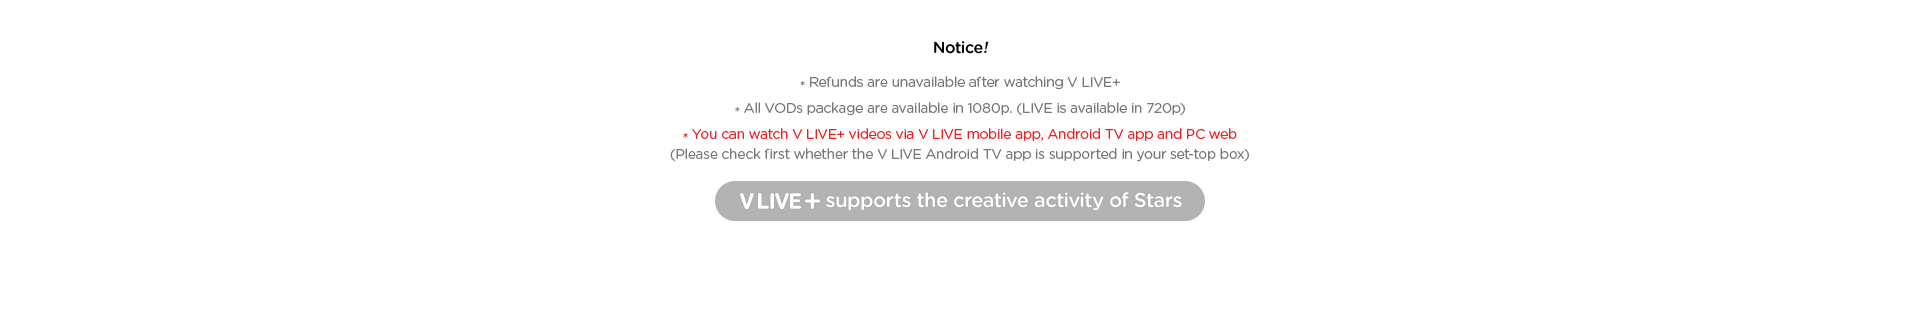 Notice!
* Refunds are unavailable after watching V LIVE+
* All VODs package are available in 1080p. (LIVE is available in 720p)
* You can watch V LIVE+ videos via V LIVE mobile app, Android TV app and PC web
(Please check first whether the V LIVE Android TV app is supported in your set-top box)
V LIVE+ supports the creative activity of Stars